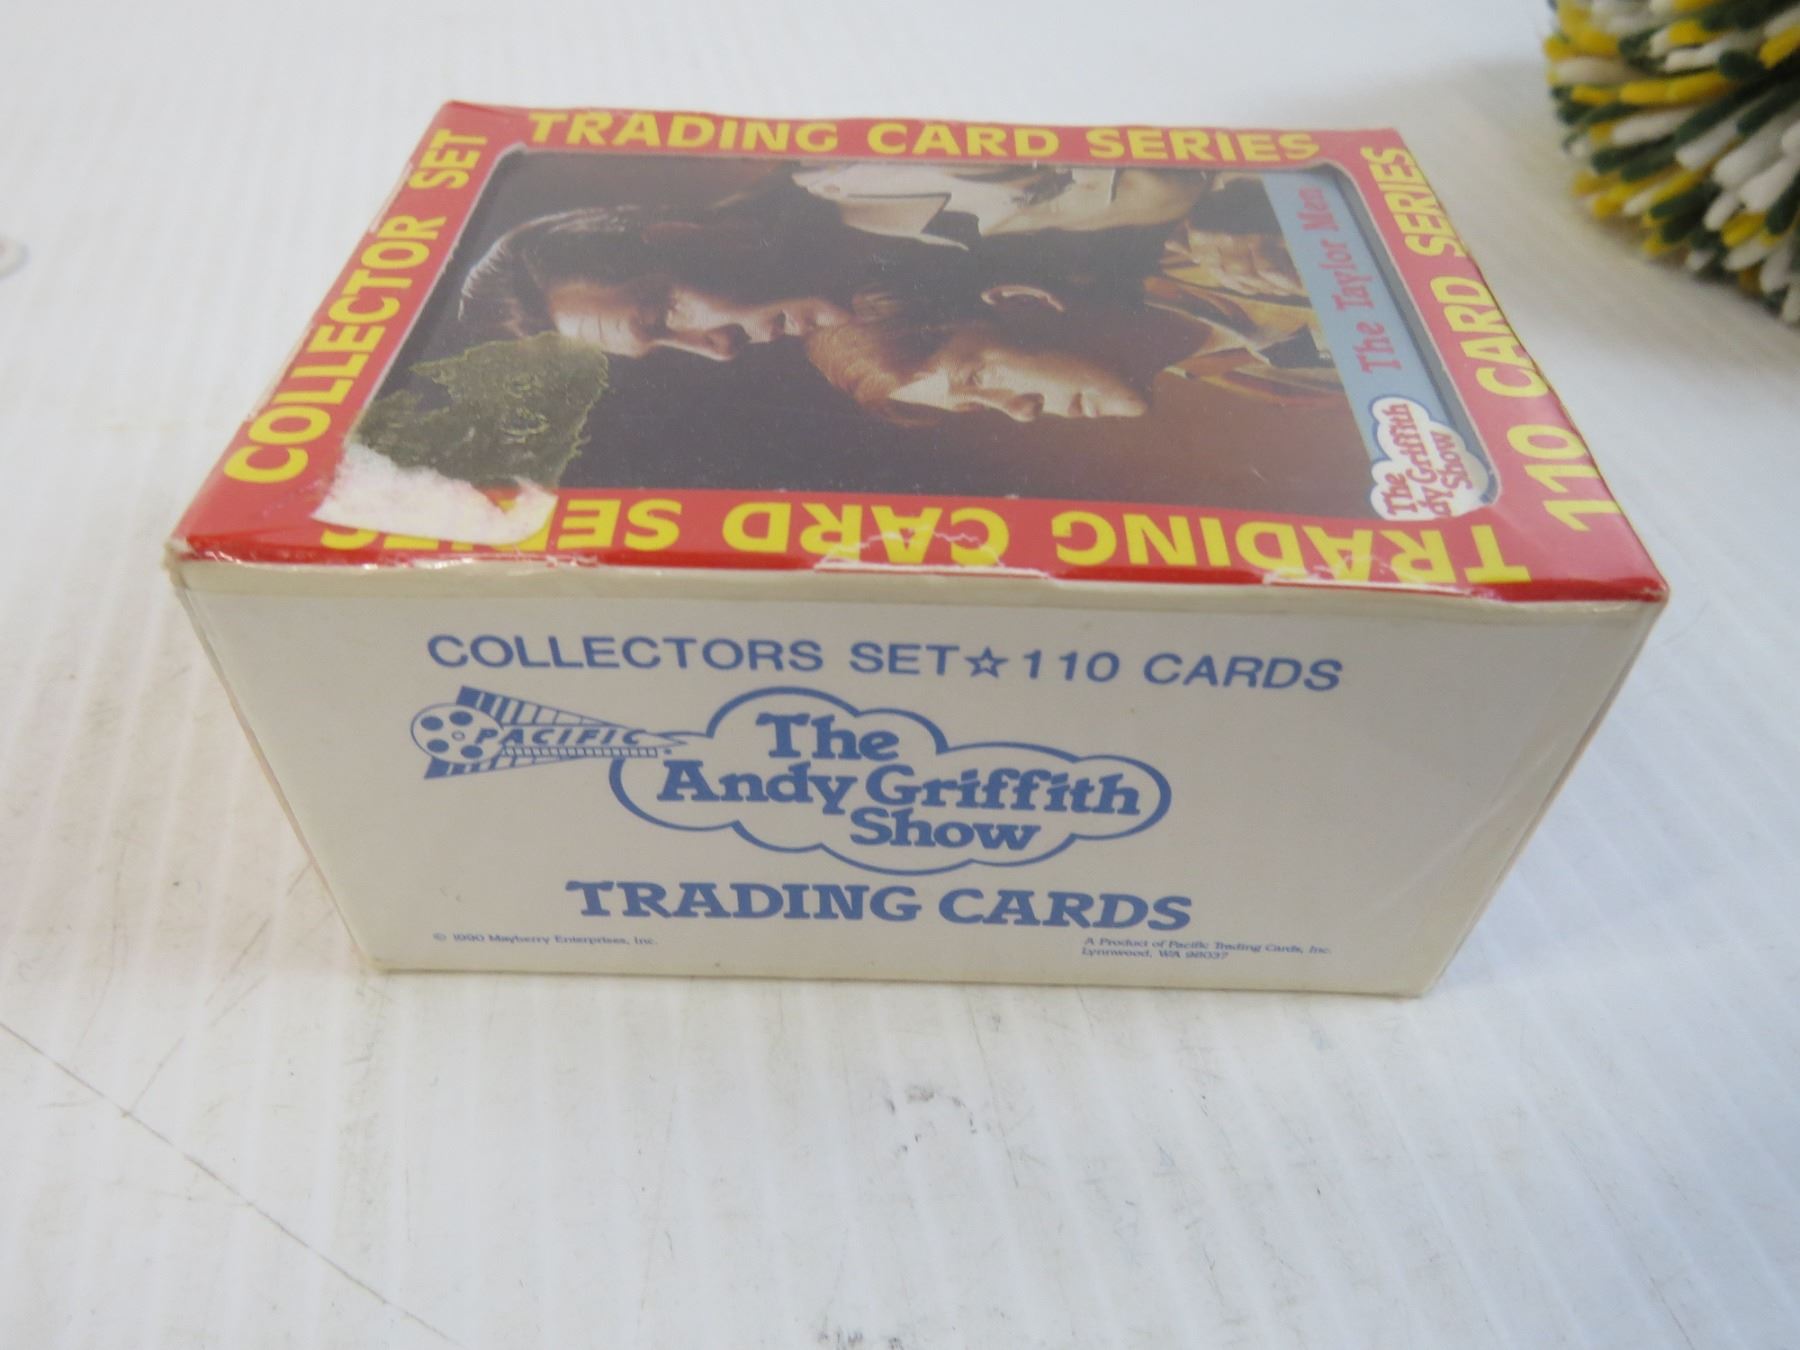 TRADING CARD SERIES
COLLECTOR SET
110 CARD SERIES
TRADING CARD SERIES
The Taylor Men
The
dy Griffith
Show
COLLECTORS SET☆110 CARDS
PACIFIC
The
Andy Griffith
Show
TRADING CARDS
© 1990 Mayberry Enterprises, Inc.
A Product of Pacific Trading Cards, Inc.
Lynnwood, WA 98037